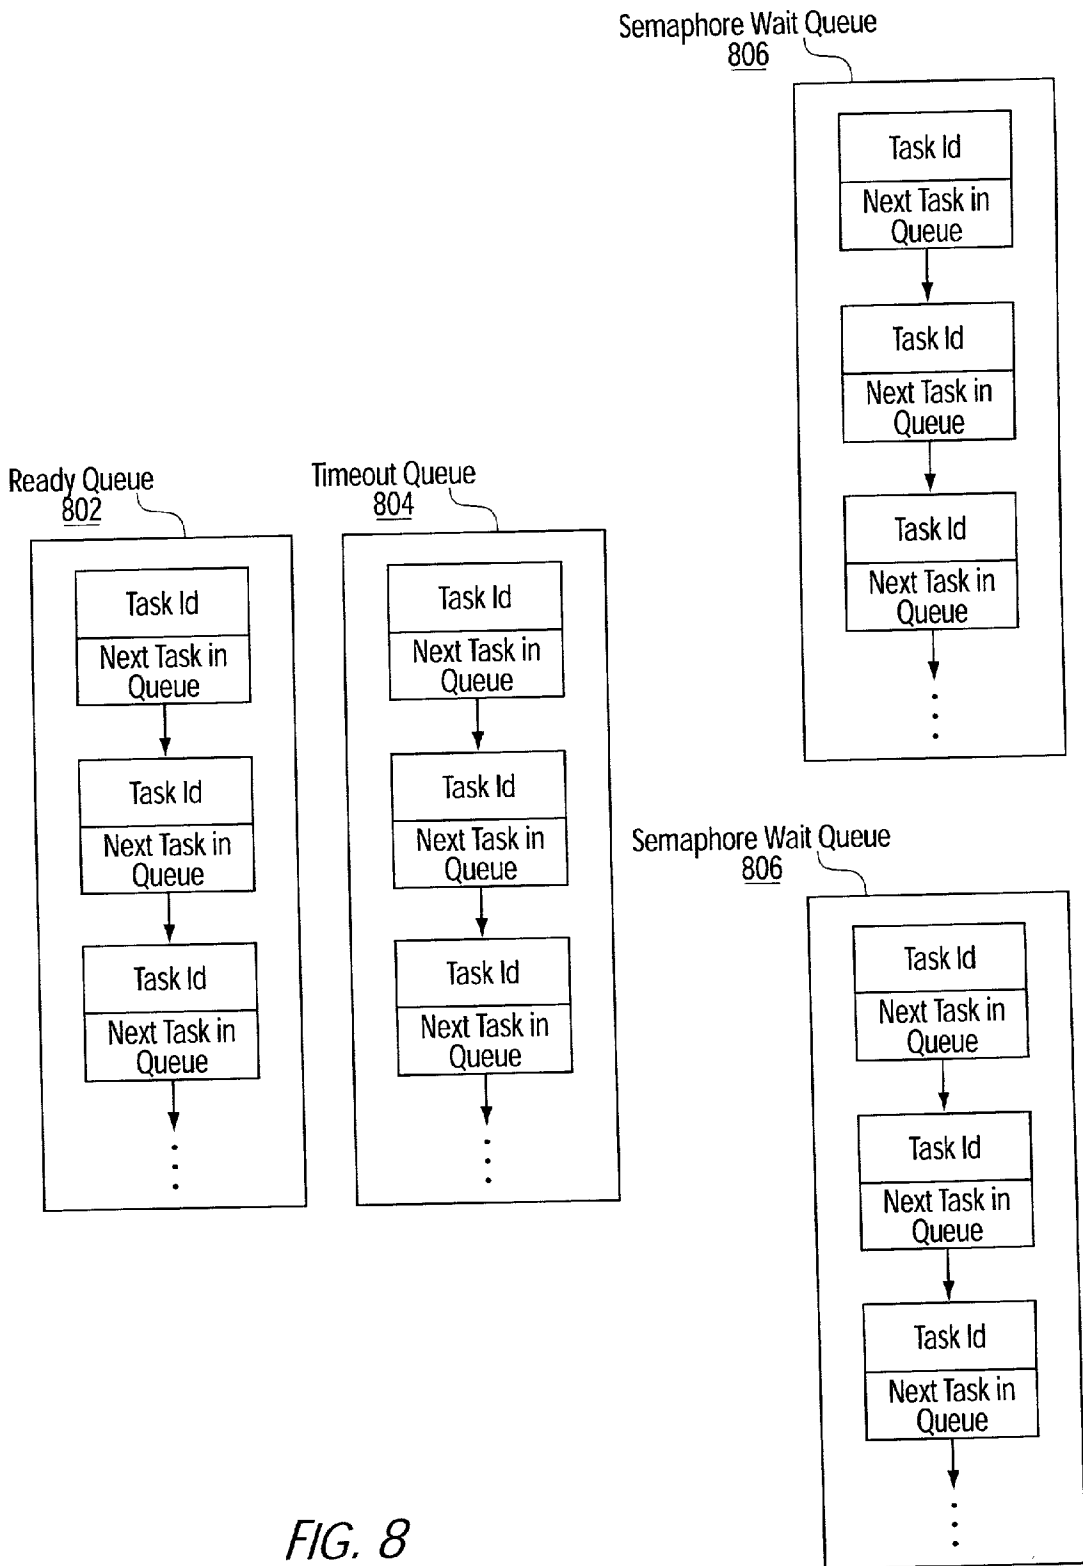 Semaphore Wait Queue
806
Task Id
Next Task in
Queue
Task Id
Next Task in
Queue
Task Id
Next Task in
Queue
Ready Queue
802
Task Id
Next Task in
Queue
Task Id
Next Task in
Queue
Task Id
Next Task in
Queue
Timeout Queue
804
Task Id
Next Task in
Queue
Task Id
Next Task in
Queue
Task Id
Next Task in
Queue
Semaphore Wait Queue
806
Task Id
Next Task in
Queue
Task Id
Next Task in
Queue
Task Id
Next Task in
Queue
FIG. 8